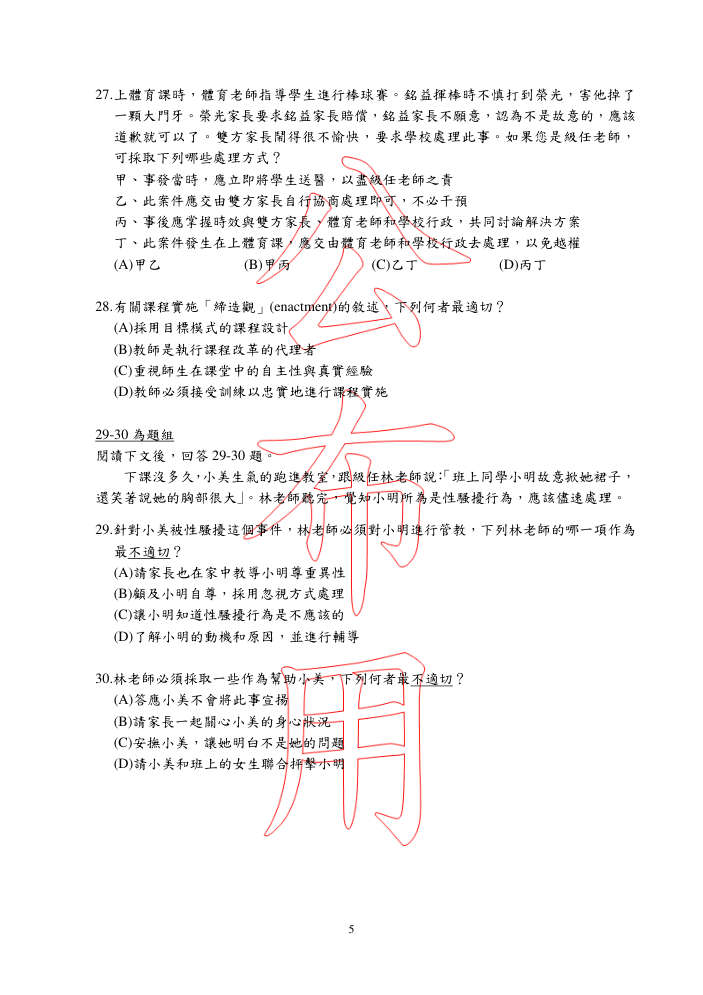 27.上體育課時，體育老師指導學生進行棒球賽。銘益揮棒時不慎打到榮光，害他掉了
一顆大門牙。榮光家長要求銘益家長賠償，銘益家長不願意，認為不是故意的，應該
道歉就可以了。雙方家長鬧得很不愉快，要求學校處理此事。如果您是級任老師，
可採取下列哪些處理方式？
甲、事發當時，應立即將學生送醫，以盡級任老師之責
乙、此案件應交由雙方家長自行協商處理即可，不必干預
丙、事後應掌握時效與雙方家長、體育老師和學校行政，共同討論解決方案
丁、此案件發生在上體育課，應交由體育老師和學校行政去處理，以免越權
(A)甲乙 (B)甲丙 (C)乙丁 (D)丙丁
28.有關課程實施「締造觀」(enactment)的敘述，下列何者最適切？
(A)採用目標模式的課程設計
(B)教師是執行課程改革的代理者
(C)重視師生在課堂中的自主性與真實經驗
(D)教師必須接受訓練以忠實地進行課程實施
29-30 為題組
閱讀下文後，回答 29-30 題。
下課沒多久，小美生氣的跑進教室，跟級任林老師說：「班上同學小明故意掀她裙子，
還笑著說她的胸部很大」。林老師聽完，覺知小明所為是性騷擾行為，應該儘速處理。
29.針對小美被性騷擾這個事件，林老師必須對小明進行管教，下列林老師的哪一項作為
最不適切？
(A)請家長也在家中教導小明尊重異性
(B)顧及小明自尊，採用忽視方式處理
(C)讓小明知道性騷擾行為是不應該的
(D)了解小明的動機和原因，並進行輔導
30.林老師必須採取一些作為幫助小美，下列何者最不適切？
(A)答應小美不會將此事宣揚
(B)請家長一起關心小美的身心狀況
(C)安撫小美，讓她明白不是她的問題
(D)請小美和班上的女生聯合抨擊小明
公布用
5